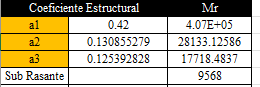 Coeficiente Estructural Mr
a1 0.42 4.07E+05
a2 0.130855279 28133.12586
a3 0.125392828 17718.4837
Sub Rasante 9568